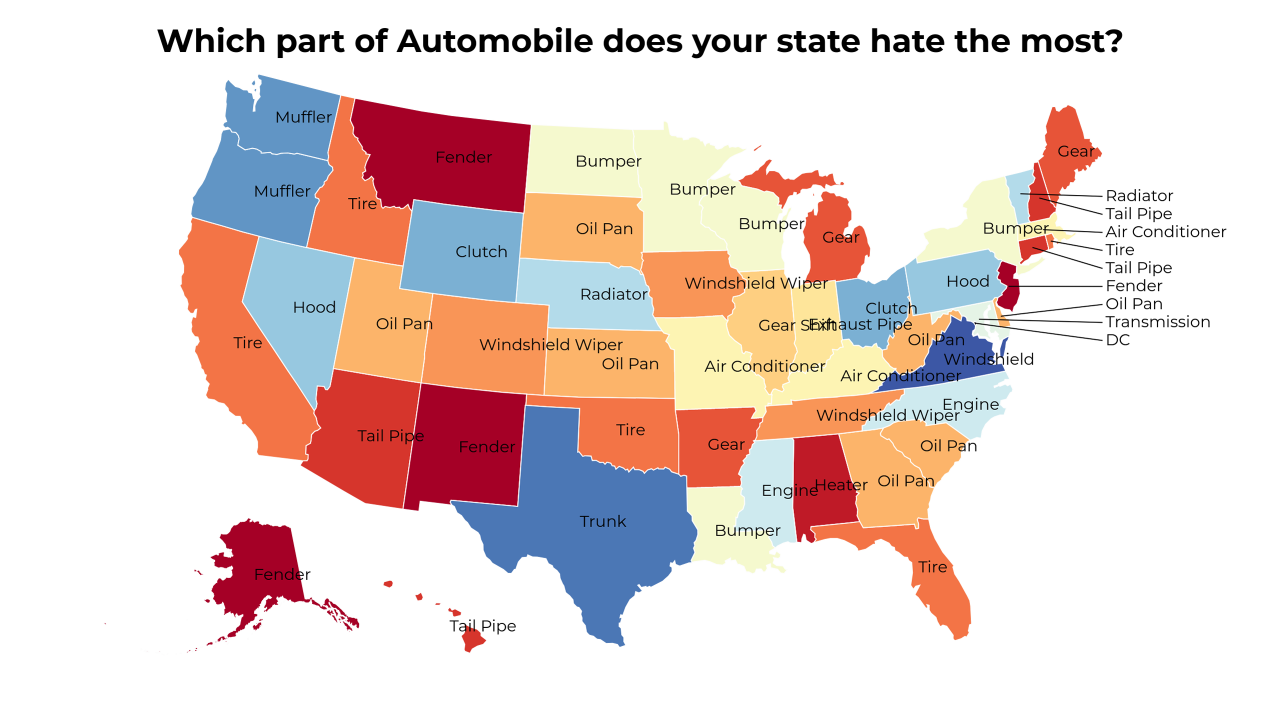 Which part of Automobile does your state hate the most?
Muffler
Fender
Gear
Bumper
Muffler
Bumper
Radiator
Tire
Tail Pipe
Bumper
Oil Pan
Bumper
Air Conditioner
Gear
Clutch
Tire
Tail Pipe
Hood
Windshield Wiper
Fender
Radiator
Oil Pan
Hood
Clutch
Transmission
Oil Pan
Gear Shift
Exhaust Pipe
Oil Pan
DC
Tire
Windshield Wiper
Windshield
Oil Pan
Air Conditioner
Air Conditioner
Engine
Windshield Wiper
Tire
Tail Pipe
Fender
Gear
Oil Pan
Oil Pan
Heater
Engine
Trunk
Bumper
Tire
Fender
Tail Pipe